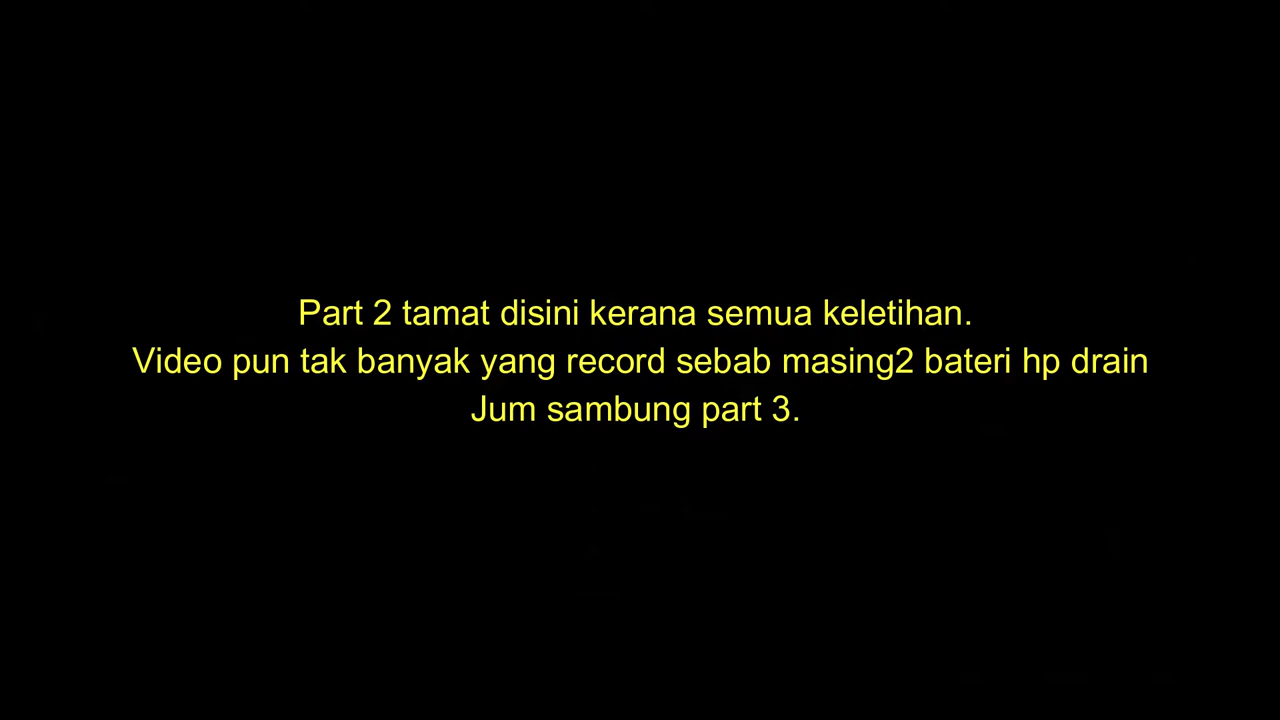 Part 2 tamat disini kerana semua keletihan.
Video pun tak banyak yang record sebab masing2 bateri hp drain
Jum sambung part 3.